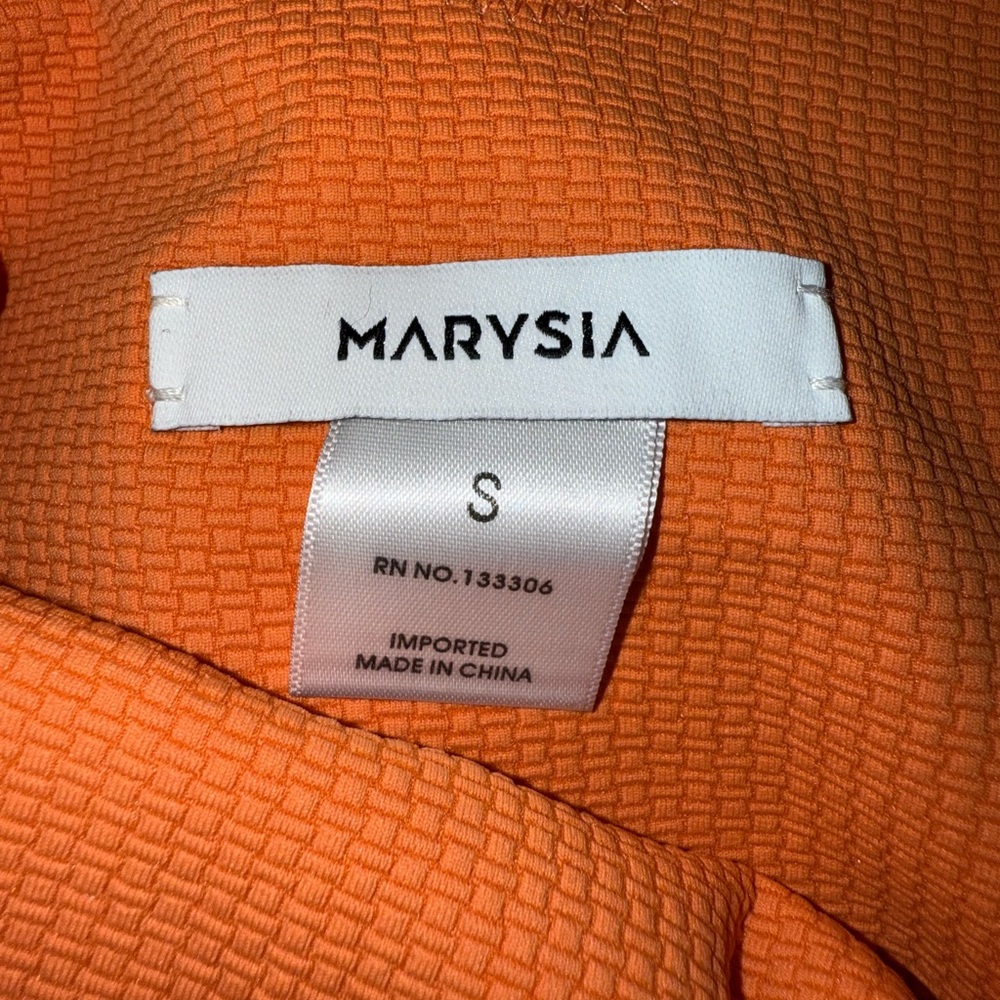 MARYSIA
S
RN NO.133306
IMPORTED
MADE IN CHINA